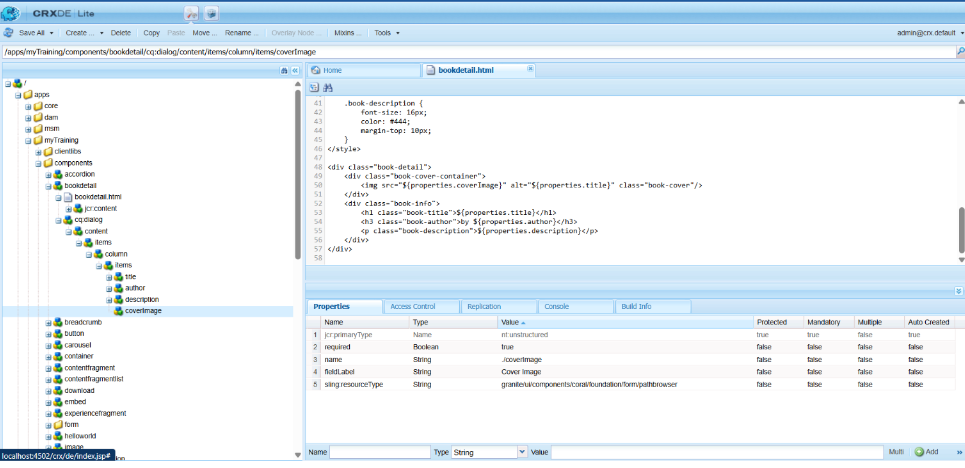 CRXDE | Lite
Save All Create ... Delete Copy Paste Move ... Rename ... Overlay Node ... Mixins ... Tools admin@crx.default
/apps/myTraining/components/bookdetail/cq:dialog/content/items/column/items/coverImage
Home bookdetail.html
/
apps
core
dam
msm
myTraining
clientlibs
components
accordion
bookdetail
bookdetail.html
jcr:content
cq:dialog
content
items
column
items
title
author
description
coverImage
breadcrumb
button
carousel
container
contentfragment
contentfragmentlist
download
embed
experiencefragment
form
helloworld
image
localhost:4502/crx/de/index.jsp#
41 .book-description {
42 font-size: 16px;
43 color: #444;
44 margin-top: 10px;
45 }
46 </style>
47
48 <div class="book-detail">
49 <div class="book-cover-container">
50 <img src="${properties.coverImage}" alt="${properties.title}" class="book-cover"/>
51 </div>
52 <div class="book-info">
53 <h1 class="book-title">${properties.title}</h1>
54 <h3 class="book-author">by ${properties.author}</h3>
55 <p class="book-description">${properties.description}</p>
56 </div>
57 </div>
58
Properties Access Control Replication Console Build Info
Name Type Value Protected Mandatory Multiple Auto Created
1 jcr:primaryType Name nt:unstructured true true false true
2 required Boolean true false false false false
3 name String ./coverImage false false false false
4 fieldLabel String Cover Image false false false false
5 sling:resourceType String granite/ui/components/coral/foundation/form/pathbrowser false false false false
Name Type String Value Multi Add